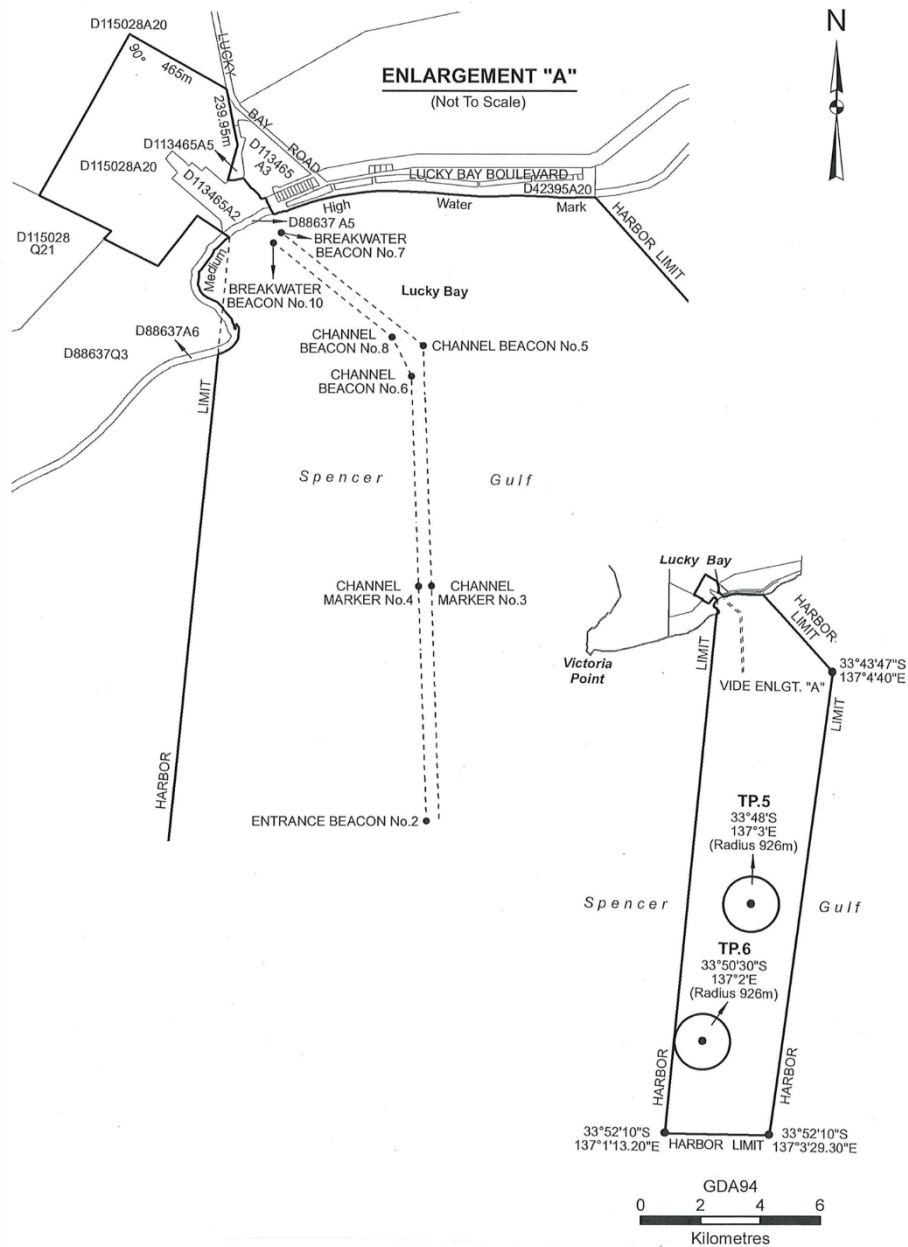 D115028A20
N
LUCKY
BAY
ROAD
ENLARGEMENT "A"
(Not To Scale)
90°
465m
239.95m
D113465A5
D113465
A3
D115028A20
D113465A2
LUCKY BAY BOULEVARD
D42395A20
High
Water
Mark
HARBOR LIMIT
D88637 A5
D115028
Q21
BREAKWATER
BEACON No.7
Medium
BREAKWATER
BEACON No.10
Lucky Bay
D88637A6
D88637Q3
CHANNEL
BEACON No.8
CHANNEL BEACON No.5
CHANNEL
BEACON No.6
LIMIT
Spencer
Gulf
CHANNEL
MARKER No.4
CHANNEL
MARKER No.3
HARBOR
ENTRANCE BEACON No.2
Lucky Bay
HARBOR
LIMIT
LIMIT
Victoria
Point
33°43'47"S
137°4'40"E
VIDE ENLGT. "A"
LIMIT
TP.5
33°48'S
137°3'E
(Radius 926m)
Spencer
Gulf
TP.6
33°50'30"S
137°2'E
(Radius 926m)
HARBOR
HARBOR
33°52'10"S
137°1'13.20"E
HARBOR LIMIT
33°52'10"S
137°3'29.30"E
GDA94
0 2 4 6
Kilometres